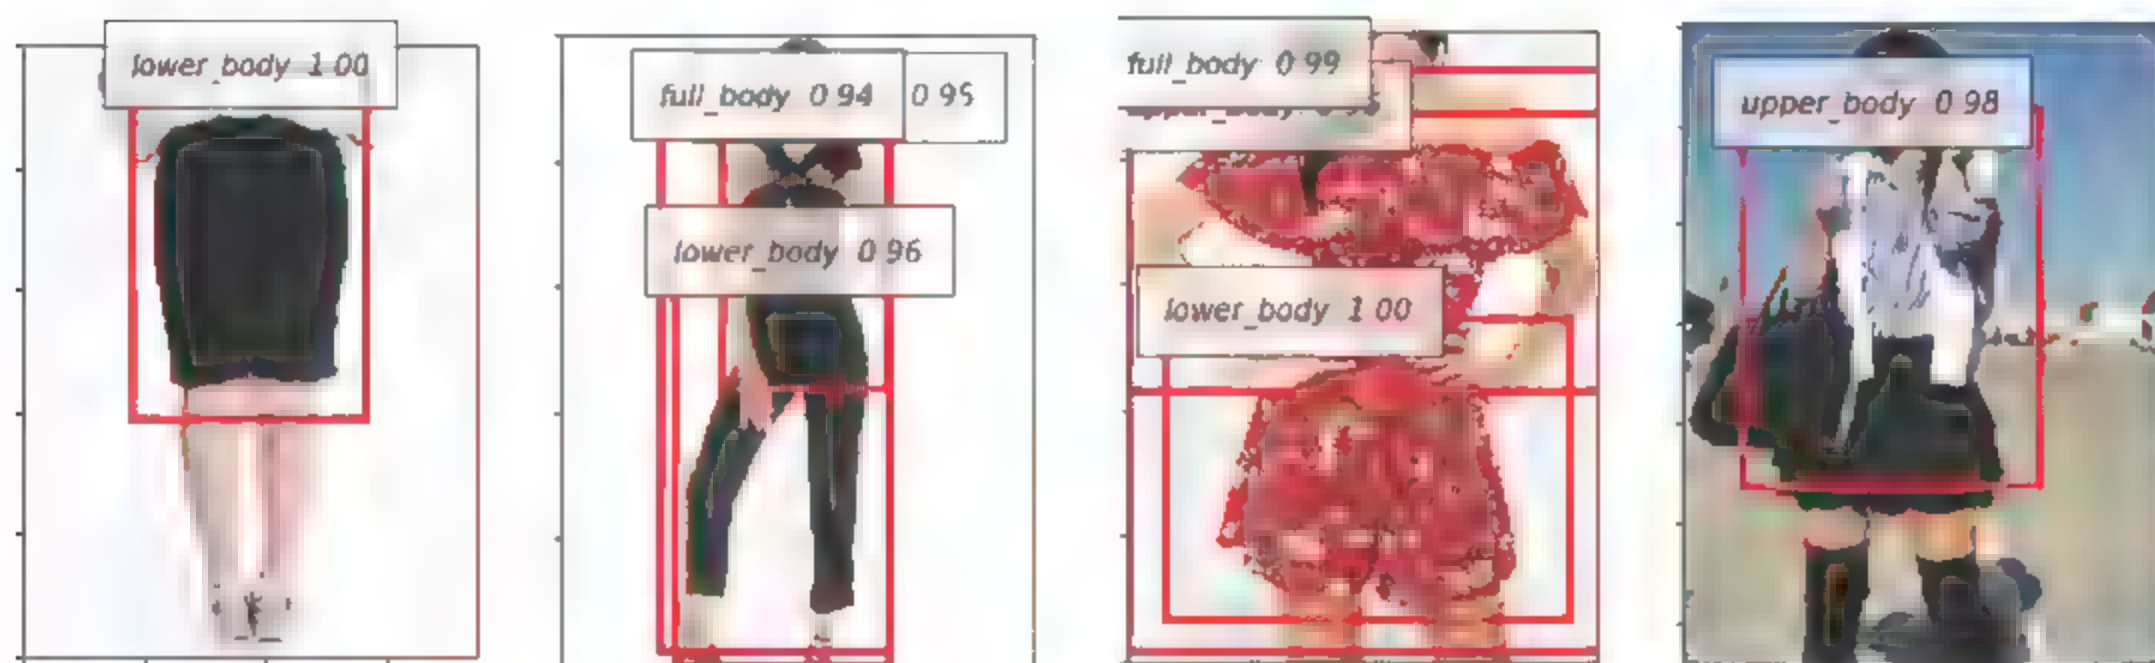 lower_body 1 00
full_body 0 94
0 95
lower_body 0 96
full_body 0 99
lower_body 1 00
upper_body 0 98